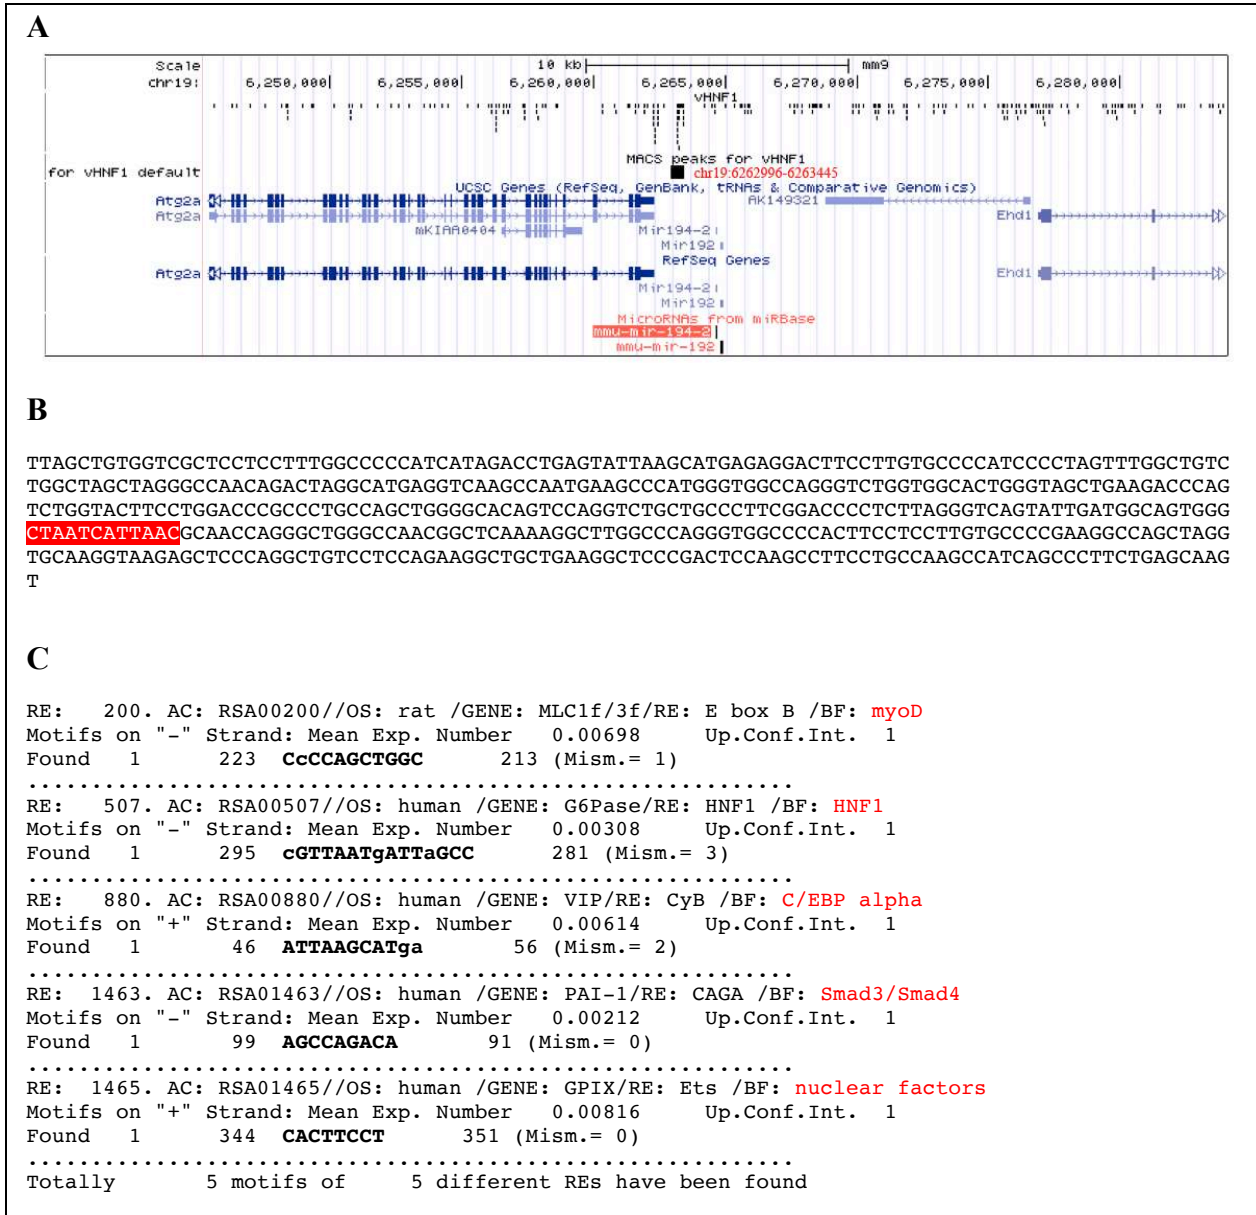 A
Scale 10 kb mm9
chr19: 6,250,000 6,255,000 6,260,000 6,265,000 6,270,000 6,275,000 6,280,000
vHNF1
MACS peaks for vHNF1
for vHNF1 default chr19:6262996-6263445
UCSC Genes (RefSeq, GenBank, tRNAs & Comparative Genomics)
Atg2a AK149321
Atg2a Ehd1
mKIAA0404 Mir194-2
Mir192
RefSeq Genes
Atg2a Ehd1
Mir194-2
Mir192
MicroRNAs from miRBase
mmu-mir-194-2
mmu-mir-192
B
TTAGCTGTGGTCGCTCCTCCTTTGGCCCCCATCATAGACCTGAGTATTAAGCATGAGAGGACTTCCTTGTGCCCCATCCCCTAGTTTGGCTGTC
TGGCTAGCTAGGGCCAACAGACTAGGCATGAGGTCAAGCCAATGAAGCCCATGGGTGGCCAGGGTCTGGTGGCACTGGGTAGCTGAAGACCCAG
TCTGGTACTTCCTGGACCCGCCCTGCCAGCTGGGGCACAGTCCAGGTCTGCTGCCCTTCGGACCCCTCTTAGGGTCAGTATTGATGGCAGTGGG
CTAATCATTAACGCAACCAGGGCTGGGCCAACGGCTCAAAAGGCTTGGCCCAGGGTGGCCCCACTTCCTCCTTGTGCCCCGAAGGCCAGCTAGG
TGCAAGGTAAGAGCTCCCAGGCTGTCCTCCAGAAGGCTGCTGAAGGCTCCCGACTCCAAGCCTTCCTGCCAAGCCATCAGCCCTTCTGAGCAAG
T
C
RE: 200. AC: RSA00200//OS: rat /GENE: MLC1f/3f/RE: E box B /BF: myoD
Motifs on "-" Strand: Mean Exp. Number 0.00698 Up.Conf.Int. 1
Found 1 223 CcCCAGCTGGC 213 (Mism.= 1)
............................................................
RE: 507. AC: RSA00507//OS: human /GENE: G6Pase/RE: HNF1 /BF: HNF1
Motifs on "-" Strand: Mean Exp. Number 0.00308 Up.Conf.Int. 1
Found 1 295 cGTTAATgATTaGCC 281 (Mism.= 3)
............................................................
RE: 880. AC: RSA00880//OS: human /GENE: VIP/RE: CyB /BF: C/EBP alpha
Motifs on "+" Strand: Mean Exp. Number 0.00614 Up.Conf.Int. 1
Found 1 46 ATTAAGCATga 56 (Mism.= 2)
............................................................
RE: 1463. AC: RSA01463//OS: human /GENE: PAI-1/RE: CAGA /BF: Smad3/Smad4
Motifs on "-" Strand: Mean Exp. Number 0.00212 Up.Conf.Int. 1
Found 1 99 AGCCAGACA 91 (Mism.= 0)
............................................................
RE: 1465. AC: RSA01465//OS: human /GENE: GPIX/RE: Ets /BF: nuclear factors
Motifs on "+" Strand: Mean Exp. Number 0.00816 Up.Conf.Int. 1
Found 1 344 CACTTCCT 351 (Mism.= 0)
............................................................
Totally 5 motifs of 5 different REs have been found